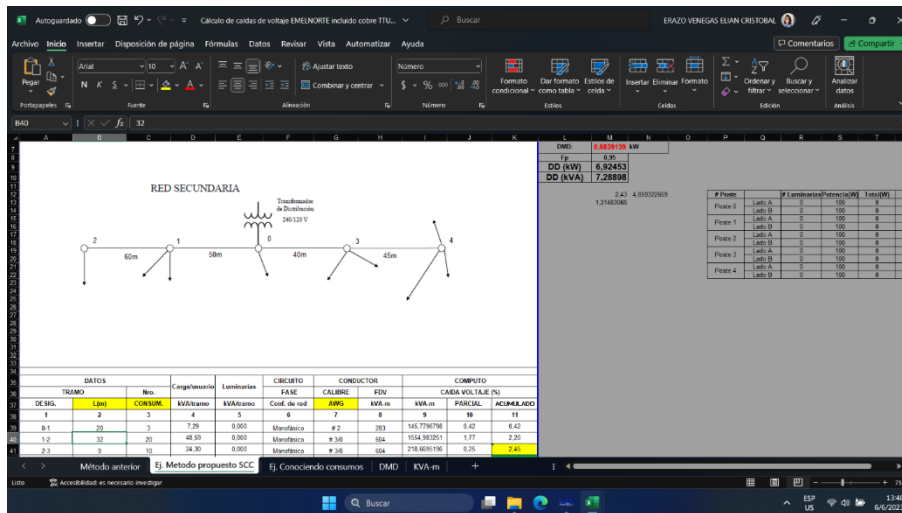 Autoguardado
Cálculo de caidas de voltaje EMELNORTE incluido cobre TTU...
Buscar
ERAZO VENEGAS ELIAN CRISTOBAL
Archivo Inicio Insertar Disposición de página Fórmulas Datos Revisar Vista Automatizar Ayuda
Comentarios Compartir
Pegar
Arial 10
N K S
Ajustar texto
Combinar y centrar
Número
$ % 000
Formato condicional
Dar formato como tabla
Estilos de celda
Insertar Eliminar Formato
Ordenar y filtrar
Buscar y seleccionar
Analizar datos
Portapapeles Fuente Alineación Número Estilos Celdas Edición Análisis
B40 fx 32
A B C D E F G H I J K L M N O P Q R S T
DMD: 0,6839139 kW
Fp 0,95
DD (kW) 6,92453
DD (kVA) 7,28898
2,43 4,859322659
RED SECUNDARIA
Transformador
de Distribución
240/120 V
# Poste # Luminarias Potencia(W) Total(W)
Poste 0 Lado A 0 100 0
Lado B 0 100 0
Poste 1 Lado A 0 100 0
Lado B 0 100 0
Poste 2 Lado A 0 100 0
Lado B 0 100 0
Poste 3 Lado A 0 100 0
Lado B 0 100 0
Poste 4 Lado A 0 100 0
Lado B 0 100 0
2 1 0 3 4
60m 50m 40m 45m
DATOS Carga/usuario Luminarias CIRCUITO CONDUCTOR COMPUTO
TRAMO Nro. FASE CALIBRE FDV CAIDA VOLTAJE (%)
DESIG. L(m) CONSUM. kVA/tramo kVA/tramo Conf. de red AWG kVA-m kVA-m PARCIAL ACUMULADO
1 2 3 4 5 6 7 8 9 10 11
0-1 20 3 7,29 0,000 Monofásico # 2 283 145,7796798 0,42 0,42
1-2 32 20 48,59 0,000 Monofásico # 3/0 604 1554,983251 1,77 2,20
2-3 9 10 24,30 0,000 Monofásico # 3/0 604 218,6695196 0,25 2,45
Método anterior Ej. Metodo propuesto SCC Ej. Conociendo consumos DMD KVA-m
Listo Accesibilidad: es necesario investigar
Buscar
ESP
US
13:48